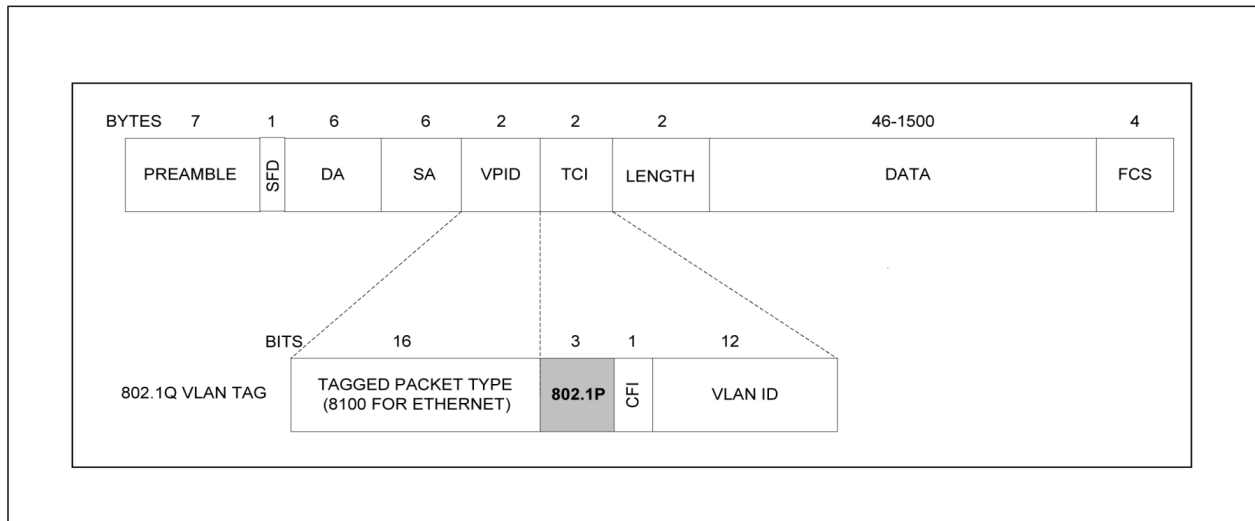 BYTES 7 1 6 6 2 2 2 46-1500 4
PREAMBLE SFD DA SA VPID TCI LENGTH DATA FCS
BITS 16 3 1 12
802.1Q VLAN TAG TAGGED PACKET TYPE (8100 FOR ETHERNET) 802.1P CFI VLAN ID